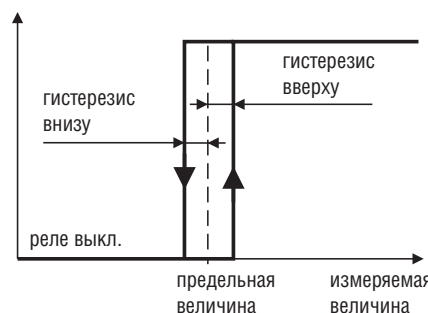 гистерезис
вверху
гистерезис
внизу
реле выкл.
предельная
величина
измеряемая
величина